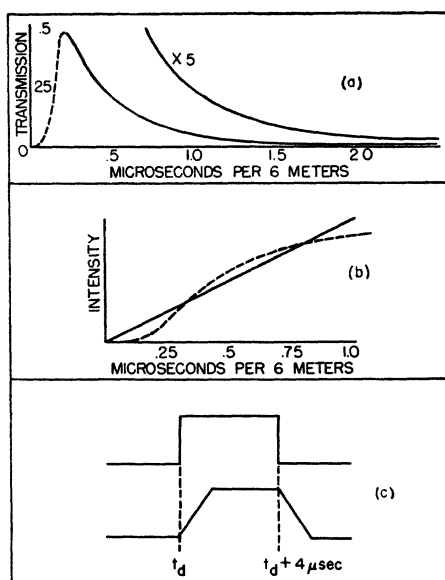 TRANSMISSION
.5
25
0
X 5
(a)
.5 1.0 1.5 2 0
MICROSECONDS PER 6 METERS
INTENSITY
(b)
.25 .5 .75 1.0
MICROSECONDS PER 6 METERS
(c)
td td + 4 μsec